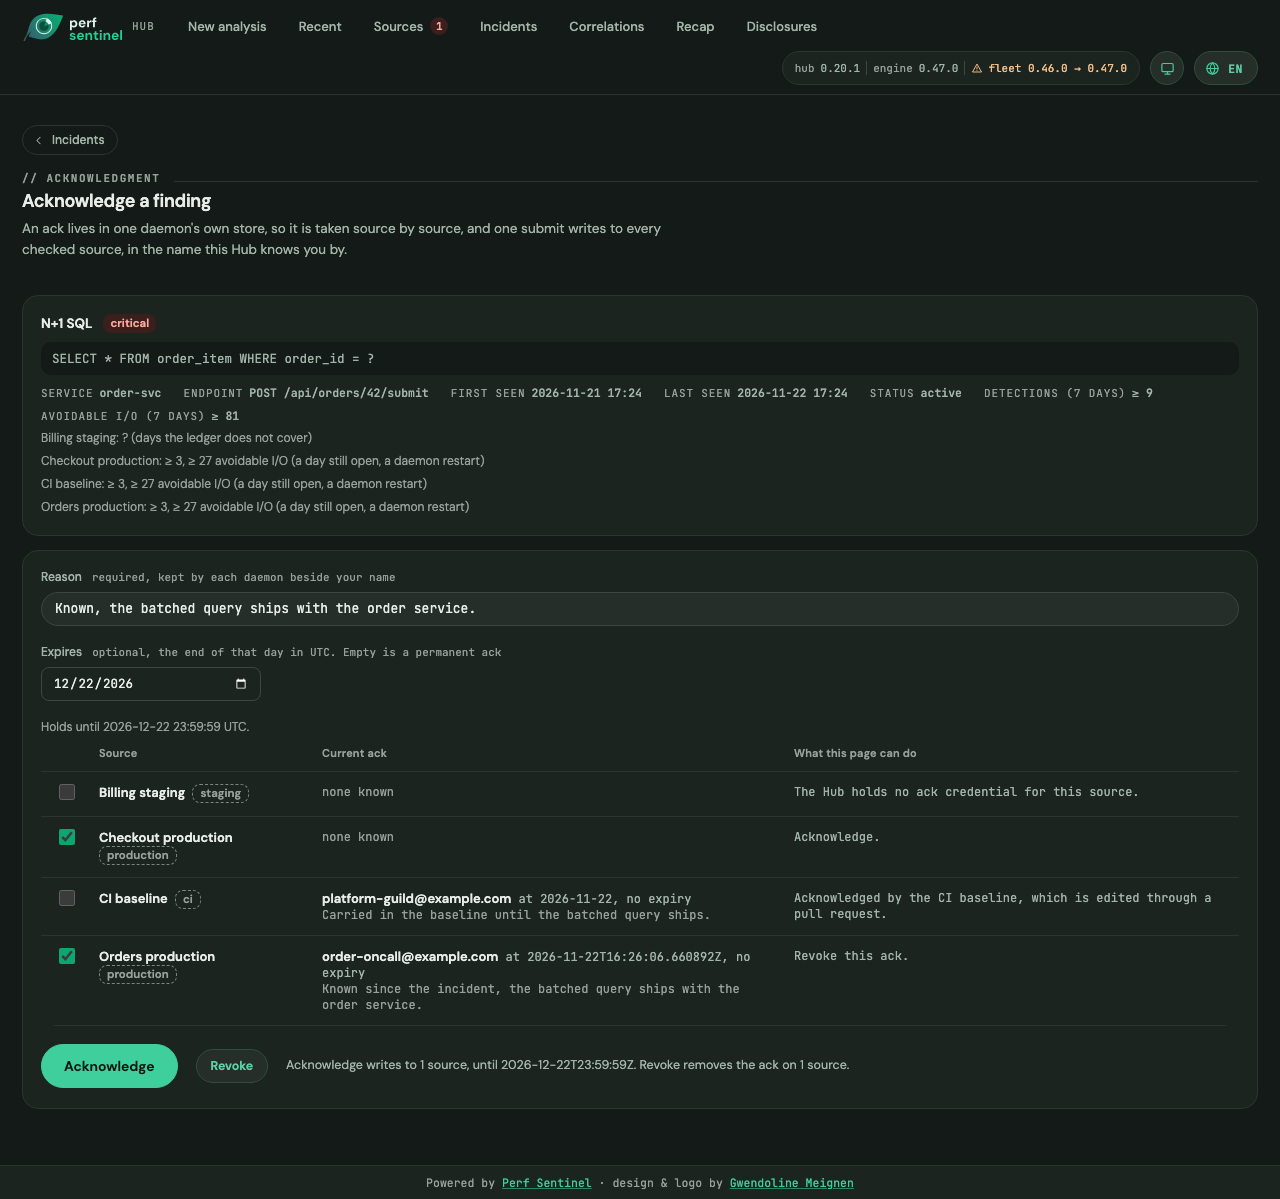 perf
sentinel HUB New analysis Recent Sources 1 Incidents Correlations Recap Disclosures
hub 0.20.1 engine 0.47.0 ⚠ fleet 0.46.0 → 0.47.0 EN
Incidents
// ACKNOWLEDGMENT
Acknowledge a finding
An ack lives in one daemon's own store, so it is taken source by source, and one submit writes to every
checked source, in the name this Hub knows you by.
N+1 SQL critical
SELECT * FROM order_item WHERE order_id = ?
SERVICE order-svc ENDPOINT POST /api/orders/42/submit FIRST SEEN 2026-11-21 17:24 LAST SEEN 2026-11-22 17:24 STATUS active DETECTIONS (7 DAYS) ≥ 9
AVOIDABLE I/O (7 DAYS) ≥ 81
Billing staging: ? (days the ledger does not cover)
Checkout production: ≥ 3, ≥ 27 avoidable I/O (a day still open, a daemon restart)
CI baseline: ≥ 3, ≥ 27 avoidable I/O (a day still open, a daemon restart)
Orders production: ≥ 3, ≥ 27 avoidable I/O (a day still open, a daemon restart)
Reason required, kept by each daemon beside your name
Known, the batched query ships with the order service.
Expires optional, the end of that day in UTC. Empty is a permanent ack
12/22/2026
Holds until 2026-12-22 23:59:59 UTC.
Source Current ack What this page can do
Billing staging staging none known The Hub holds no ack credential for this source.
Checkout production none known Acknowledge.
production
CI baseline ci platform-guild@example.com at 2026-11-22, no expiry Acknowledged by the CI baseline, which is edited through a
Carried in the baseline until the batched query ships. pull request.
Orders production order-oncall@example.com at 2026-11-22T16:26:06.660892Z, no Revoke this ack.
production expiry
Known since the incident, the batched query ships with the
order service.
Acknowledge Revoke Acknowledge writes to 1 source, until 2026-12-22T23:59:59Z. Revoke removes the ack on 1 source.
Powered by Perf Sentinel · design & logo by Gwendoline Meignen